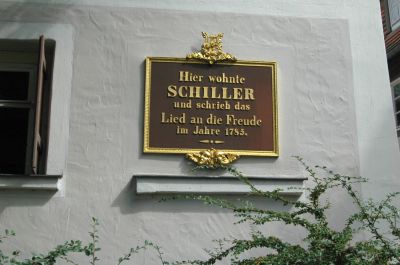 Hier wohnte
SCHILLER
und schrieb das
Lied an die Freude
im Jahre 1785.